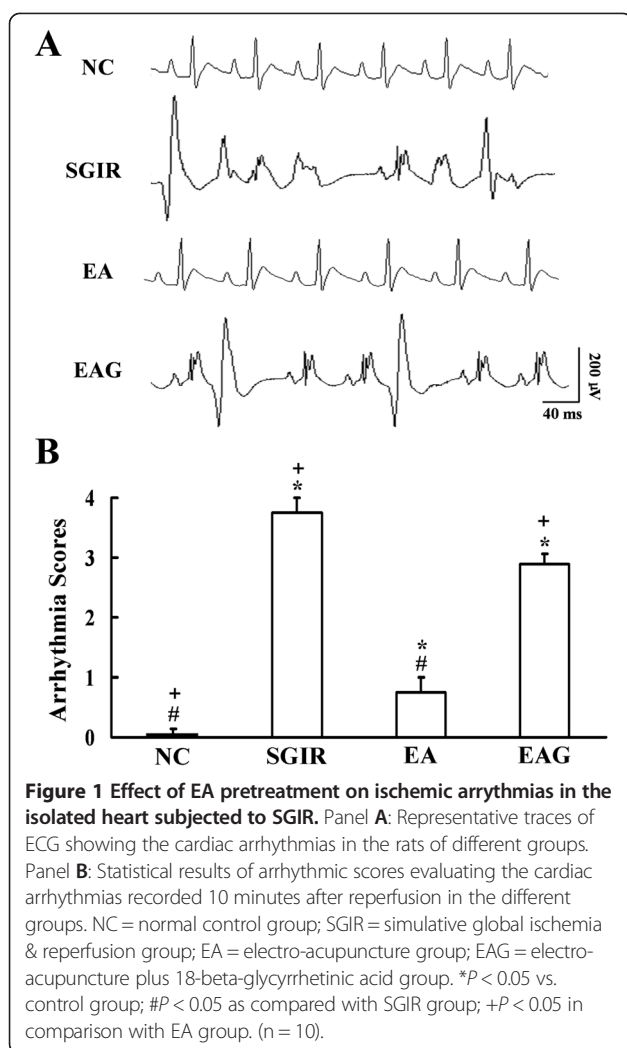 A
NC
SGIR
EA
EAG
200 µV
40 ms
B
Arrhythmia Scores
4
3
2
1
0
+
#
+
*
*
#
+
*
NC SGIR EA EAG
Figure 1 Effect of EA pretreatment on ischemic arrythmias in the
isolated heart subjected to SGIR. Panel A: Representative traces of
ECG showing the cardiac arrhythmias in the rats of different groups.
Panel B: Statistical results of arrhythmic scores evaluating the cardiac
arrhythmias recorded 10 minutes after reperfusion in the different
groups. NC = normal control group; SGIR = simulative global ischemia
& reperfusion group; EA = electro-acupuncture group; EAG = electro-
acupuncture plus 18-beta-glycyrrhetinic acid group. *P < 0.05 vs.
control group; #P < 0.05 as compared with SGIR group; +P < 0.05 in
comparison with EA group. (n = 10).